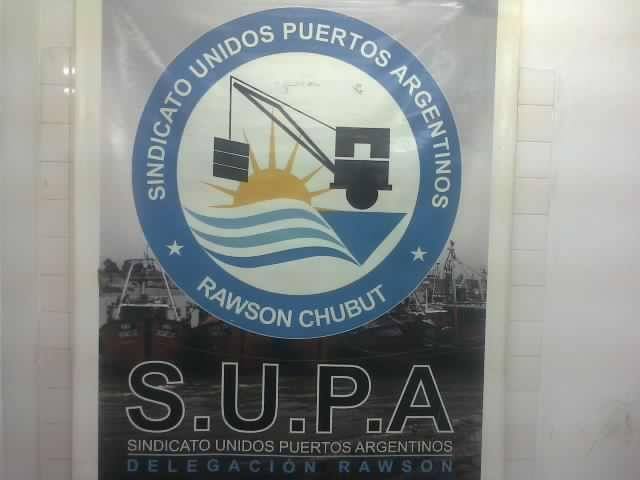 SINDICATO UNIDOS PUERTOS ARGENTINOS
RAWSON CHUBUT
S.U.P.A
SINDICATO UNIDOS PUERTOS ARGENTINOS
DELEGACIÓN RAWSON